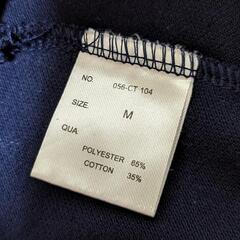 NO. 056-CT 104
SIZE. M
QUA
POLYESTER 65%
COTTON 35%